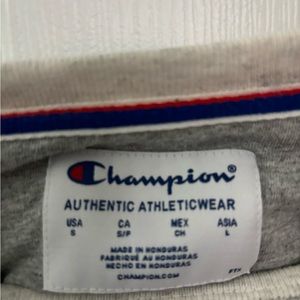 Champion®
AUTHENTIC ATHLETICWEAR
USA CA MEX ASIA
S S/P CH L
MADE IN HONDURAS
FABRIQUÉ AU HONDURAS
HECHO EN HONDURAS
CHAMPION.COM